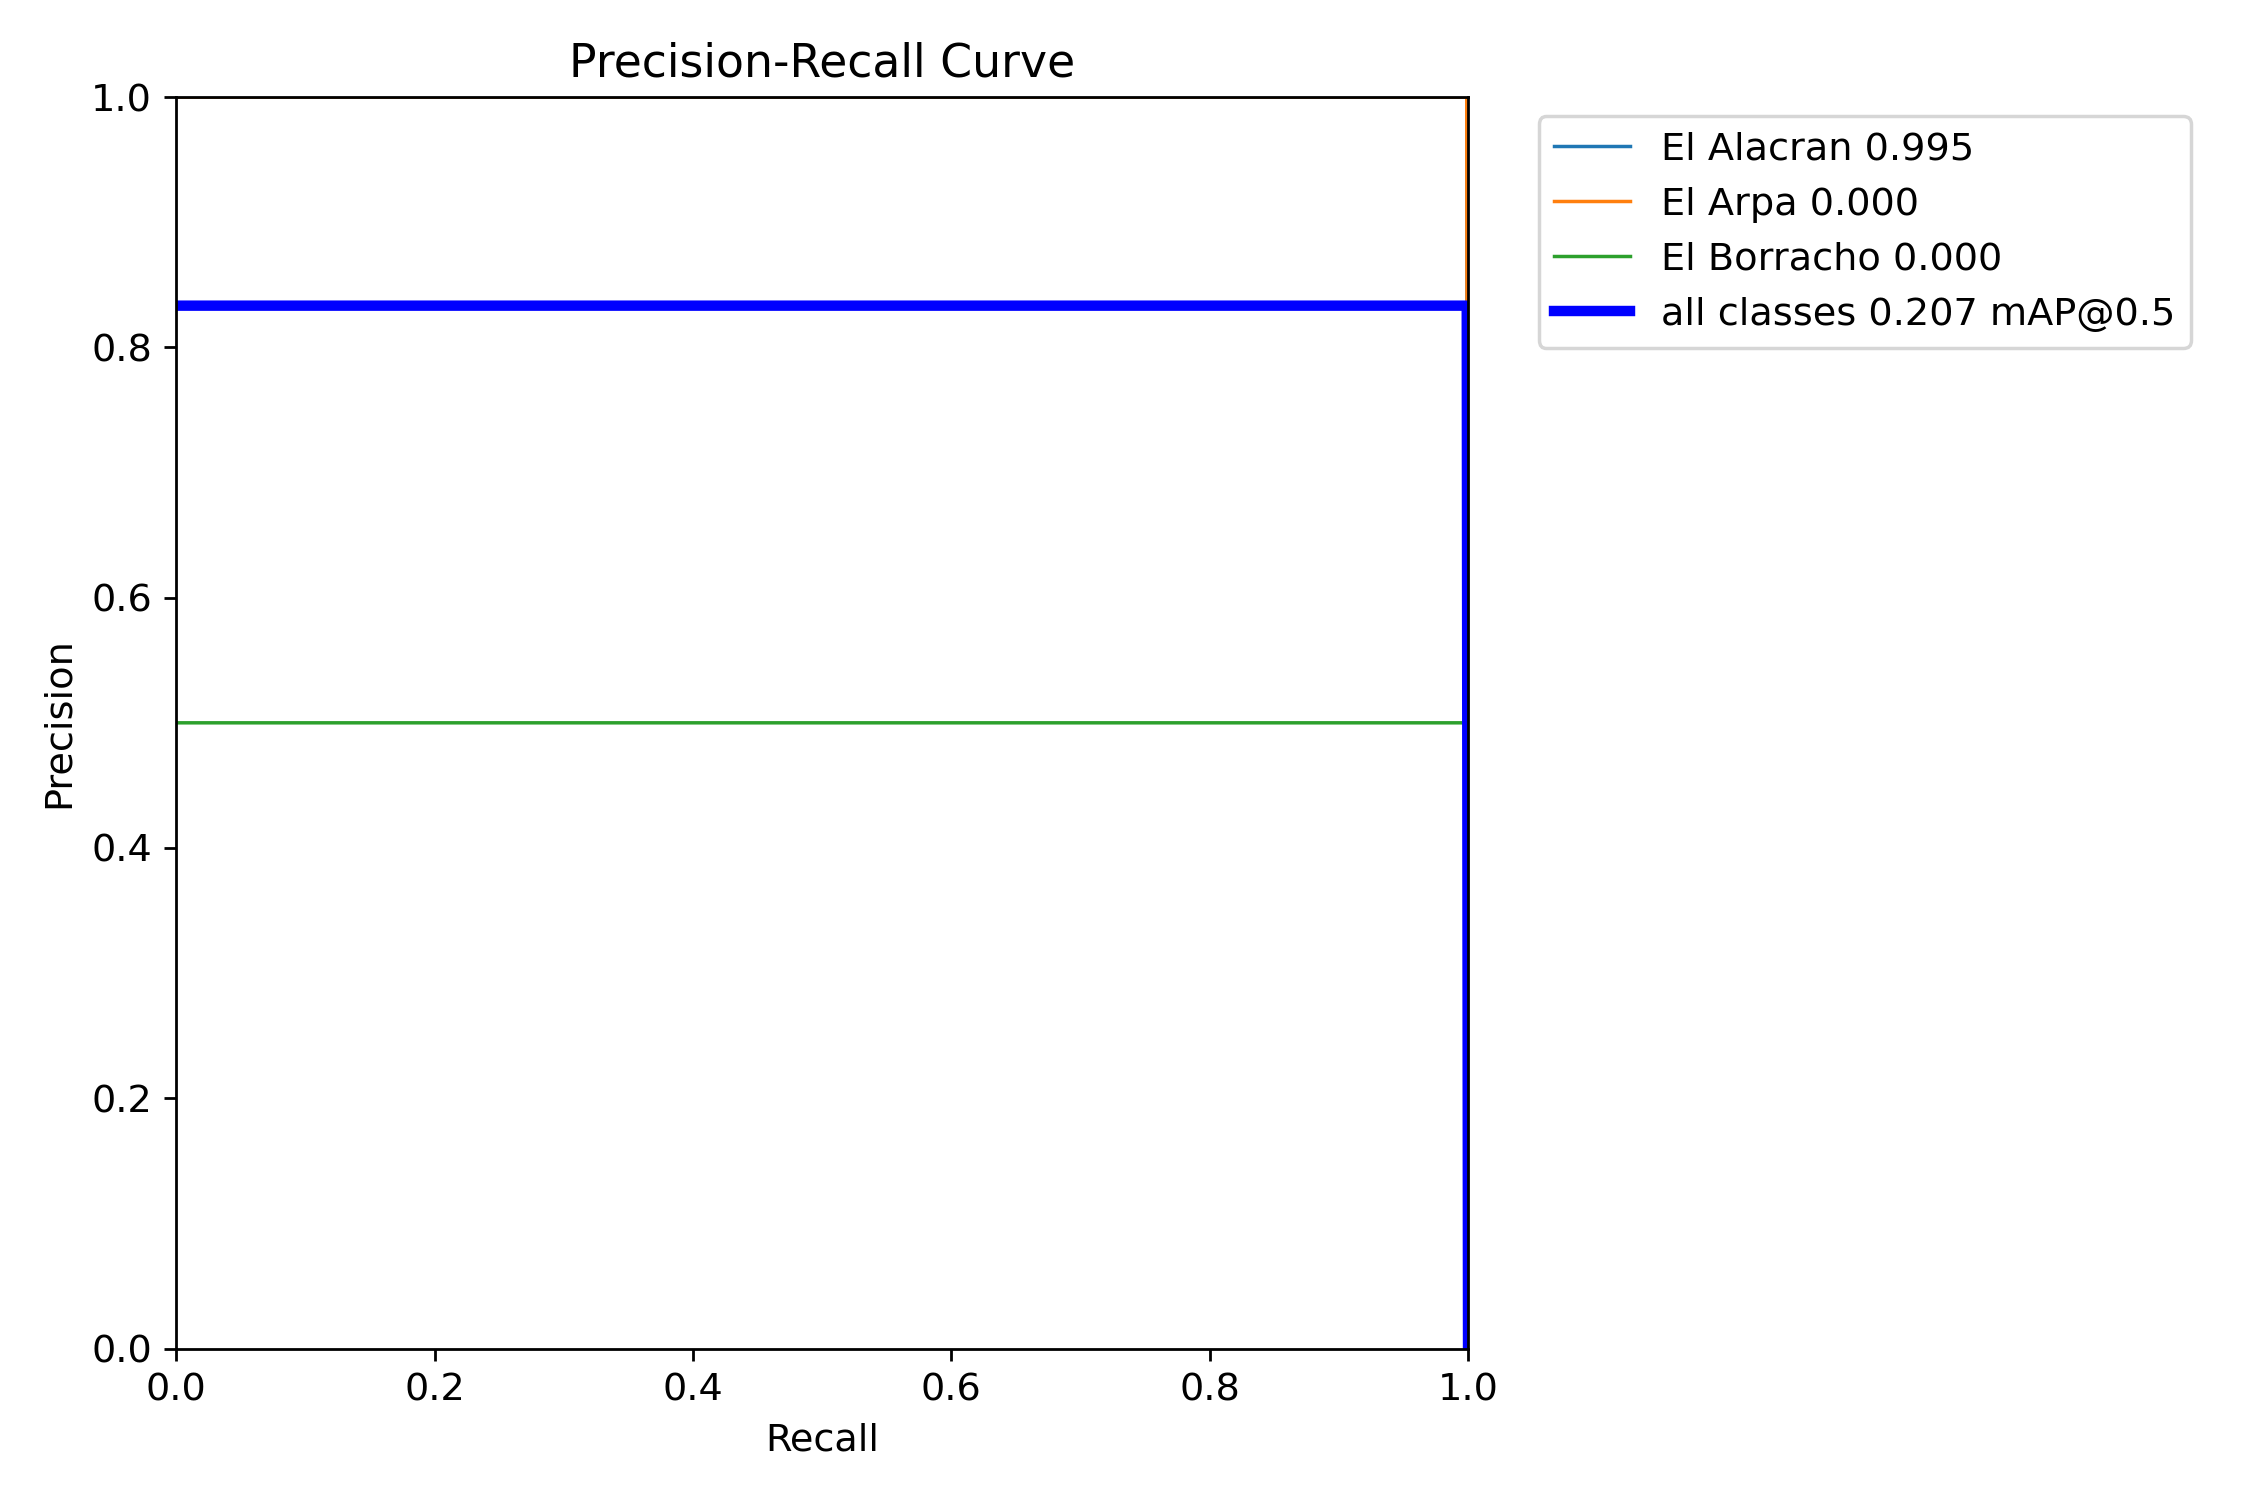 Precision-Recall Curve
1.0
0.8
0.6
0.4
0.2
0.0
Precision
0.0 0.2 0.4 0.6 0.8 1.0
Recall
El Alacran 0.995
El Arpa 0.000
El Borracho 0.000
all classes 0.207 mAP@0.5